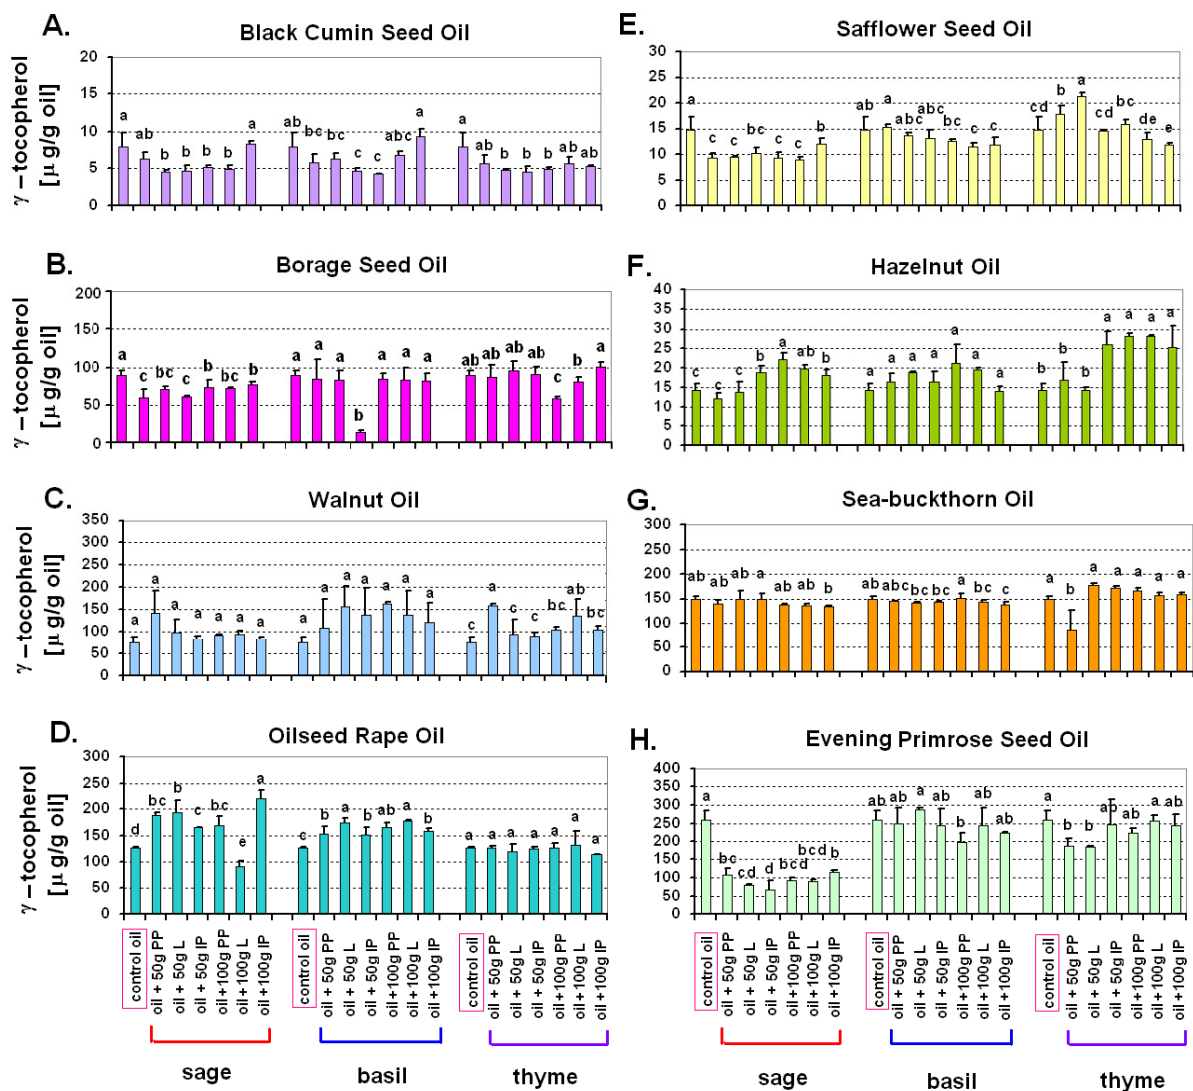 A.
Black Cumin Seed Oil
γ –tocopherol
[µ g/g oil]
20
15
10
5
0
a ab b b b b a
ab bc bc c c abc a
a ab b b b ab ab
B.
Borage Seed Oil
γ –tocopherol
[µ g/g oil]
200
150
100
50
0
a c bc c b bc b
a a a b a a a
ab ab a ab c b a
C.
Walnut Oil
γ –tocopherol
[µ g/g oil]
350
300
250
200
150
100
50
0
a a a a a a a
a a a a a a a
c a c c bc ab bc
D.
Oilseed Rape Oil
γ –tocopherol
[µ g/g oil]
300
250
200
150
100
50
0
d bc b c bc e a
c b a b ab a b
a a a a a a a
control oil
oil + 50g PP
oil + 50g L
oil + 50g IP
oil +100g PP
oil +100g L
oil +100g IP
control oil
oil + 50g PP
oil + 50g L
oil + 50g IP
oil +100g PP
oil +100g L
oil +100g IP
control oil
oil + 50g PP
oil + 50g L
oil + 50g IP
oil +100g PP
oil +100g L
oil +100g IP
sage basil thyme
E.
Safflower Seed Oil
30
25
20
15
10
5
0
a c c bc c c b
ab a abc abc bc c c
cd b a cd bc de e
F.
Hazelnut Oil
40
35
30
25
20
15
10
5
0
c c c b a ab b
a a a a a a a
b b b a a a a
G.
Sea-buckthorn Oil
300
250
200
150
100
50
0
ab ab ab a ab ab b
ab abc bc bc a bc c
a b a a a a a
H.
Evening Primrose Seed Oil
400
350
300
250
200
150
100
50
0
a bc cd d bcd bcd b
ab ab a ab b ab ab
a b b ab ab a ab
control oil
oil + 50g PP
oil + 50g L
oil + 50g IP
oil +100g PP
oil +100g L
oil +100g IP
control oil
oil + 50g PP
oil + 50g L
oil + 50g IP
oil +100g PP
oil +100g L
oil +100g IP
control oil
oil + 50g PP
oil + 50g L
oil + 50g IP
oil +100g PP
oil +100g L
oil +100g IP
sage basil thyme